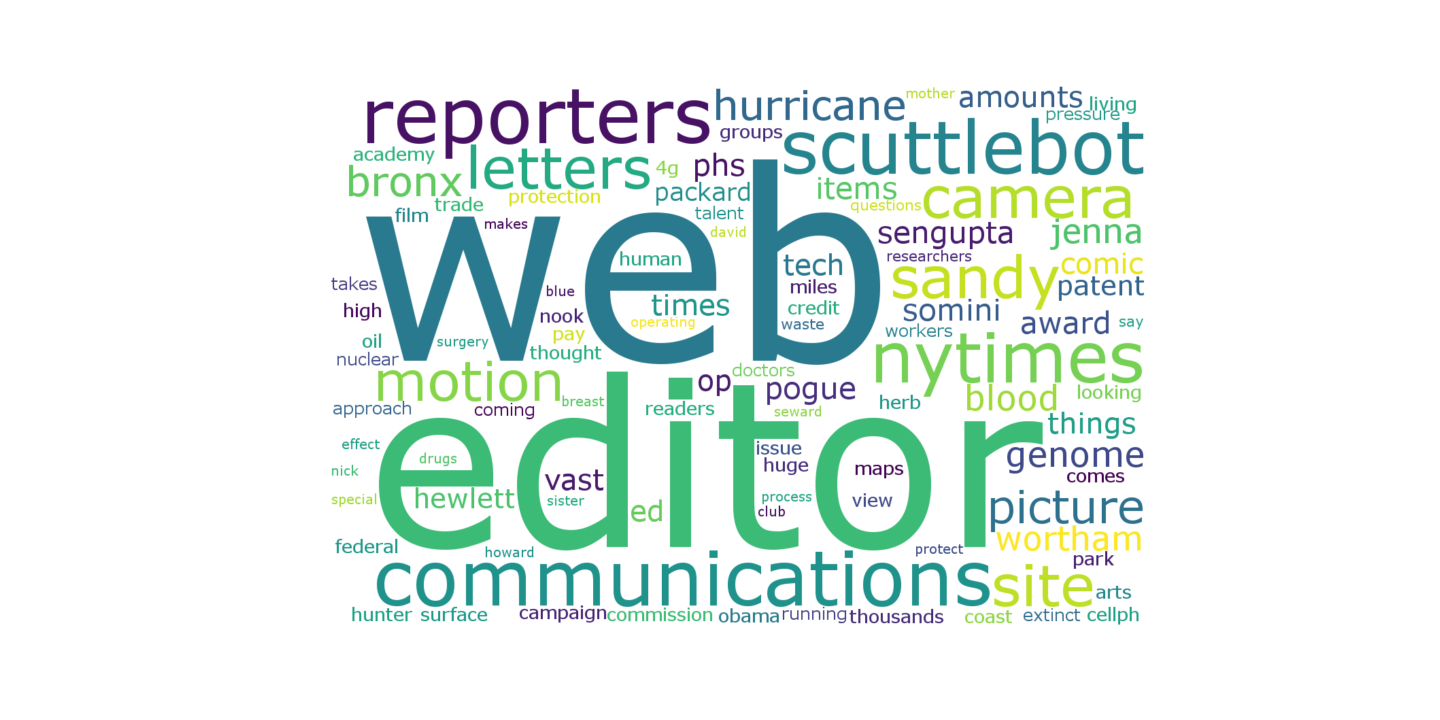 reporters hurricane mother amounts living
groups pressure
academy letters 4g phs scuttlebot
bronx packard items camera
film trade protection talent questions
makes david sengupta jenna
web
human tech researchers sandy comic
takes blue miles patent
high nook times credit somini award say
oil surgery pay operating waste workers
nuclear thought nytimes
motion op doctors pogue blood looking
approach coming breast readers seward herb things
editor
effect drugs issue genome
nick vast huge maps comes
special hewlett sister ed process club view picture
federal howard protect wortham
park
communications site arts
hunter surface campaign commission obama running thousands coast extinct cellph